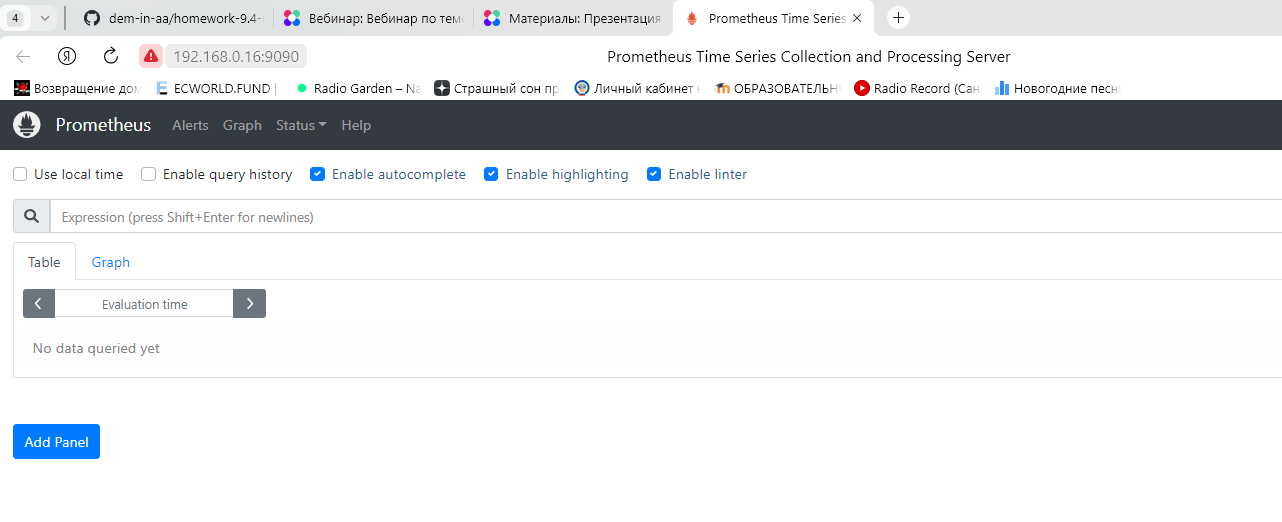 4 dem-in-aa/homework-9.4- Вебинар: Вебинар по теме Материалы: Презентация Prometheus Time Series
Я 192.168.0.16:9090 Prometheus Time Series Collection and Processing Server
Возвращение дом ECWORLD.FUND | Radio Garden – Na Страшный сон пр Личный кабинет н ОБРАЗОВАТЕЛЬН Radio Record (Сан Новогодние песн
Prometheus Alerts Graph Status Help
Use local time Enable query history Enable autocomplete Enable highlighting Enable linter
Expression (press Shift+Enter for newlines)
Table Graph
Evaluation time
No data queried yet
Add Panel